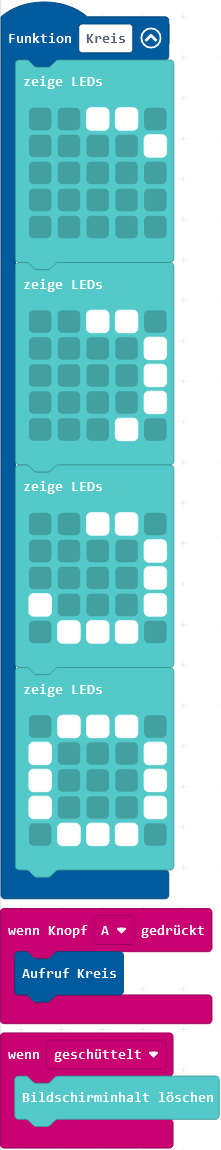 Funktion Kreis
zeige LEDs
zeige LEDs
zeige LEDs
zeige LEDs
wenn Knopf A gedrückt
Aufruf Kreis
wenn geschüttelt
Bildschirminhalt löschen